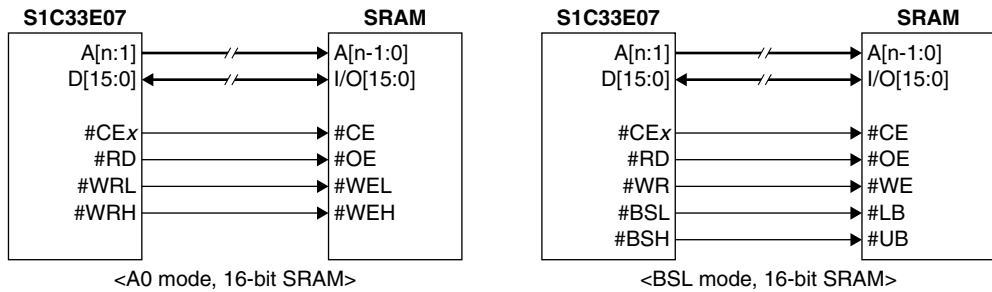 S1C33E07 SRAM
A[n:1] A[n-1:0]
D[15:0] I/O[15:0]
#CEx #CE
#RD #OE
#WRL #WEL
#WRH #WEH
<A0 mode, 16-bit SRAM>
S1C33E07 SRAM
A[n:1] A[n-1:0]
D[15:0] I/O[15:0]
#CEx #CE
#RD #OE
#WR #WE
#BSL #LB
#BSH #UB
<BSL mode, 16-bit SRAM>